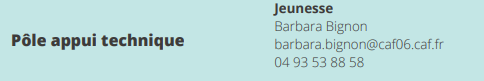 Pôle appui technique
Jeunesse
Barbara Bignon
barbara.bignon@caf06.caf.fr
04 93 53 88 58